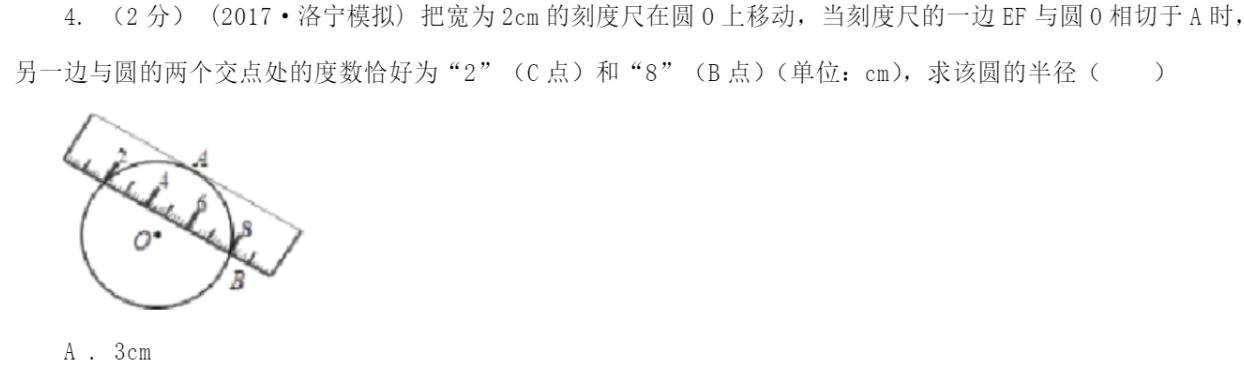 4. （2分） (2017·洛宁模拟) 把宽为2cm的刻度尺在圆O上移动，当刻度尺的一边EF与圆O相切于A时，
另一边与圆的两个交点处的度数恰好为“2”（C点）和“8”（B点）（单位：cm），求该圆的半径（　　）
2
A
4
6
8
O
B
A . 3cm